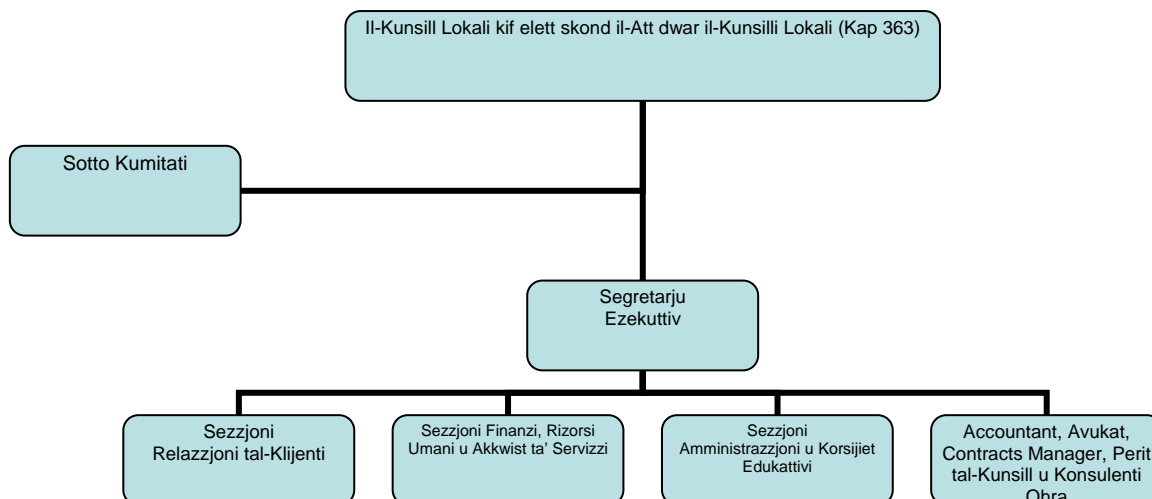 Il-Kunsill Lokali kif elett skond il-Att dwar il-Kunsilli Lokali (Kap 363)
Sotto Kumitati
Segretarju
Ezekuttiv
Sezzjoni
Relazzjoni tal-Klijenti
Sezzjoni Finanzi, Rizorsi
Umani u Akkwist ta’ Servizzi
Sezzjoni
Amministrazzjoni u Korsijiet
Edukattivi
Accountant, Avukat,
Contracts Manager, Perit
tal-Kunsill u Konsulenti
Ohra